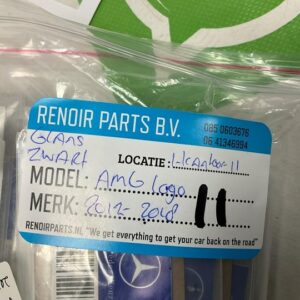 RENOIR PARTS B.V.
085 0603676
06 41346994
GLANS
ZWART
LOCATIE :
MODEL: AMG logo
MERK: 2012-2018
11
RENOIRPARTS.NL "We get everything to get your car back on the road"